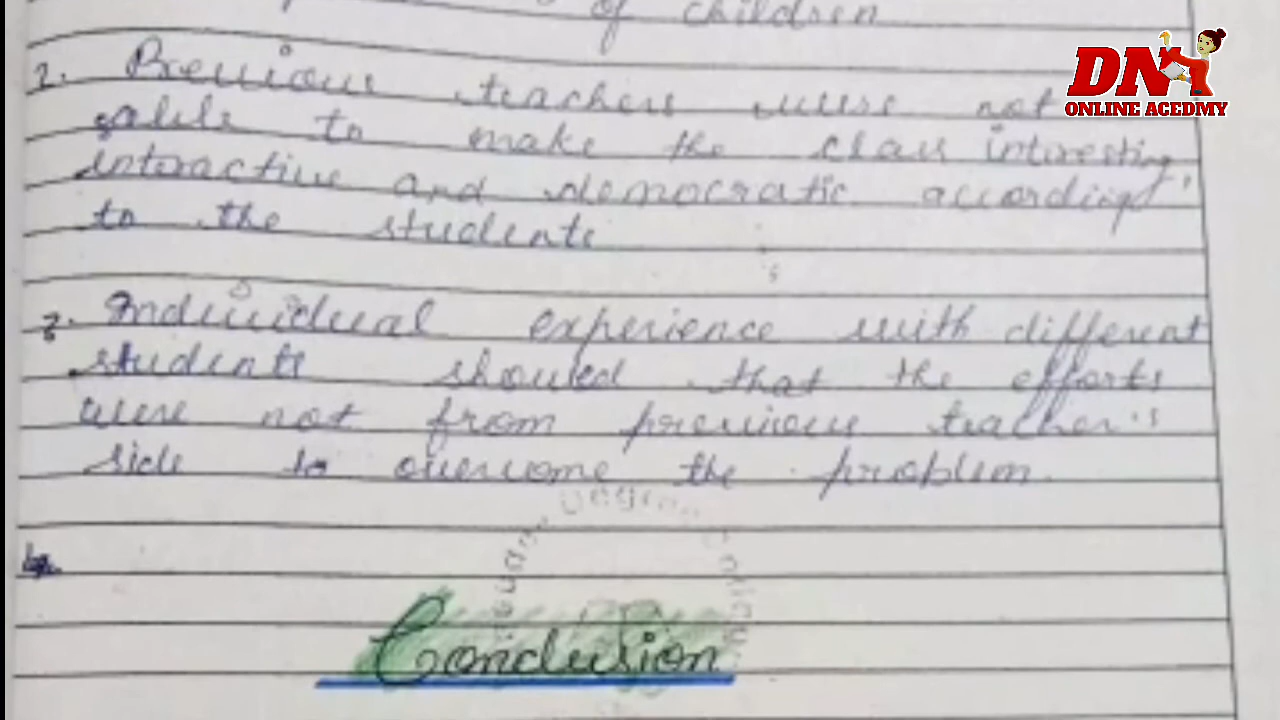 of children
2. Previous teachers were not
able to make the class interesting,
interactive and democratic according
to the students
3. Individual experience with different
students showed that the efforts
were not from previous teacher's
side to overcome the problem.
Conclusion
DN
ONLINE ACEDMY